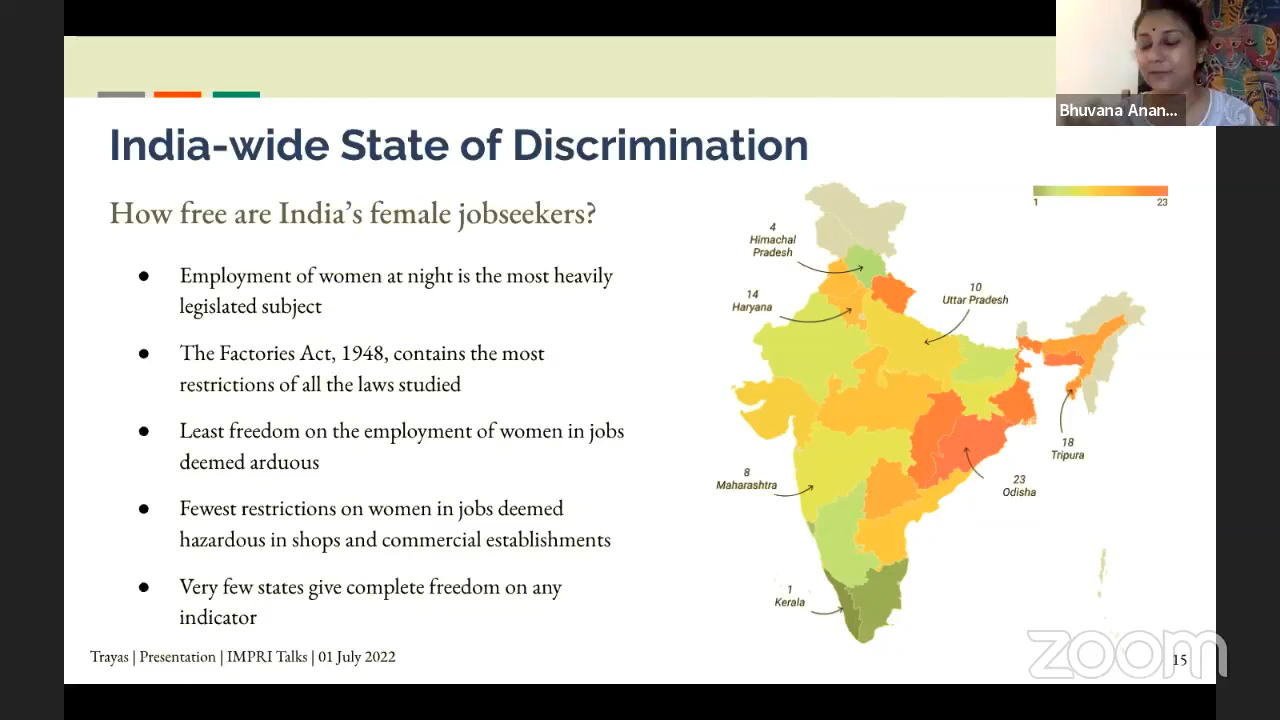 Bhuvana Anan...
India-wide State of Discrimination
How free are India's female jobseekers?
● Employment of women at night is the most heavily
legislated subject
● The Factories Act, 1948, contains the most
restrictions of all the laws studied
● Least freedom on the employment of women in jobs
deemed arduous
● Fewest restrictions on women in jobs deemed
hazardous in shops and commercial establishments
● Very few states give complete freedom on any
indicator
1 23
4
Himachal
Pradesh
14
Haryana
10
Uttar Pradesh
18
Tripura
8
Maharashtra
23
Odisha
1
Kerala
Trayas | Presentation | IMPRI Talks | 01 July 2022
zoom
15